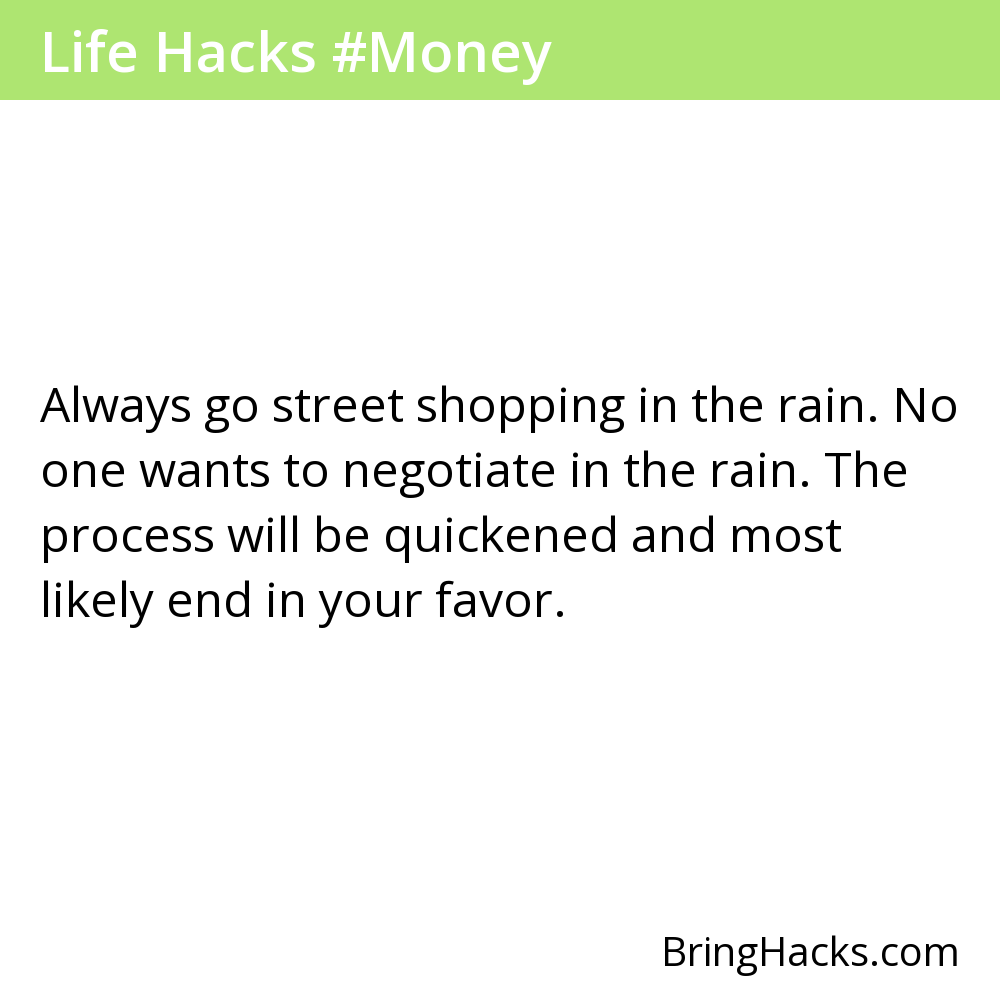 Life Hacks #Money
Always go street shopping in the rain. No
one wants to negotiate in the rain. The
process will be quickened and most
likely end in your favor.
BringHacks.com